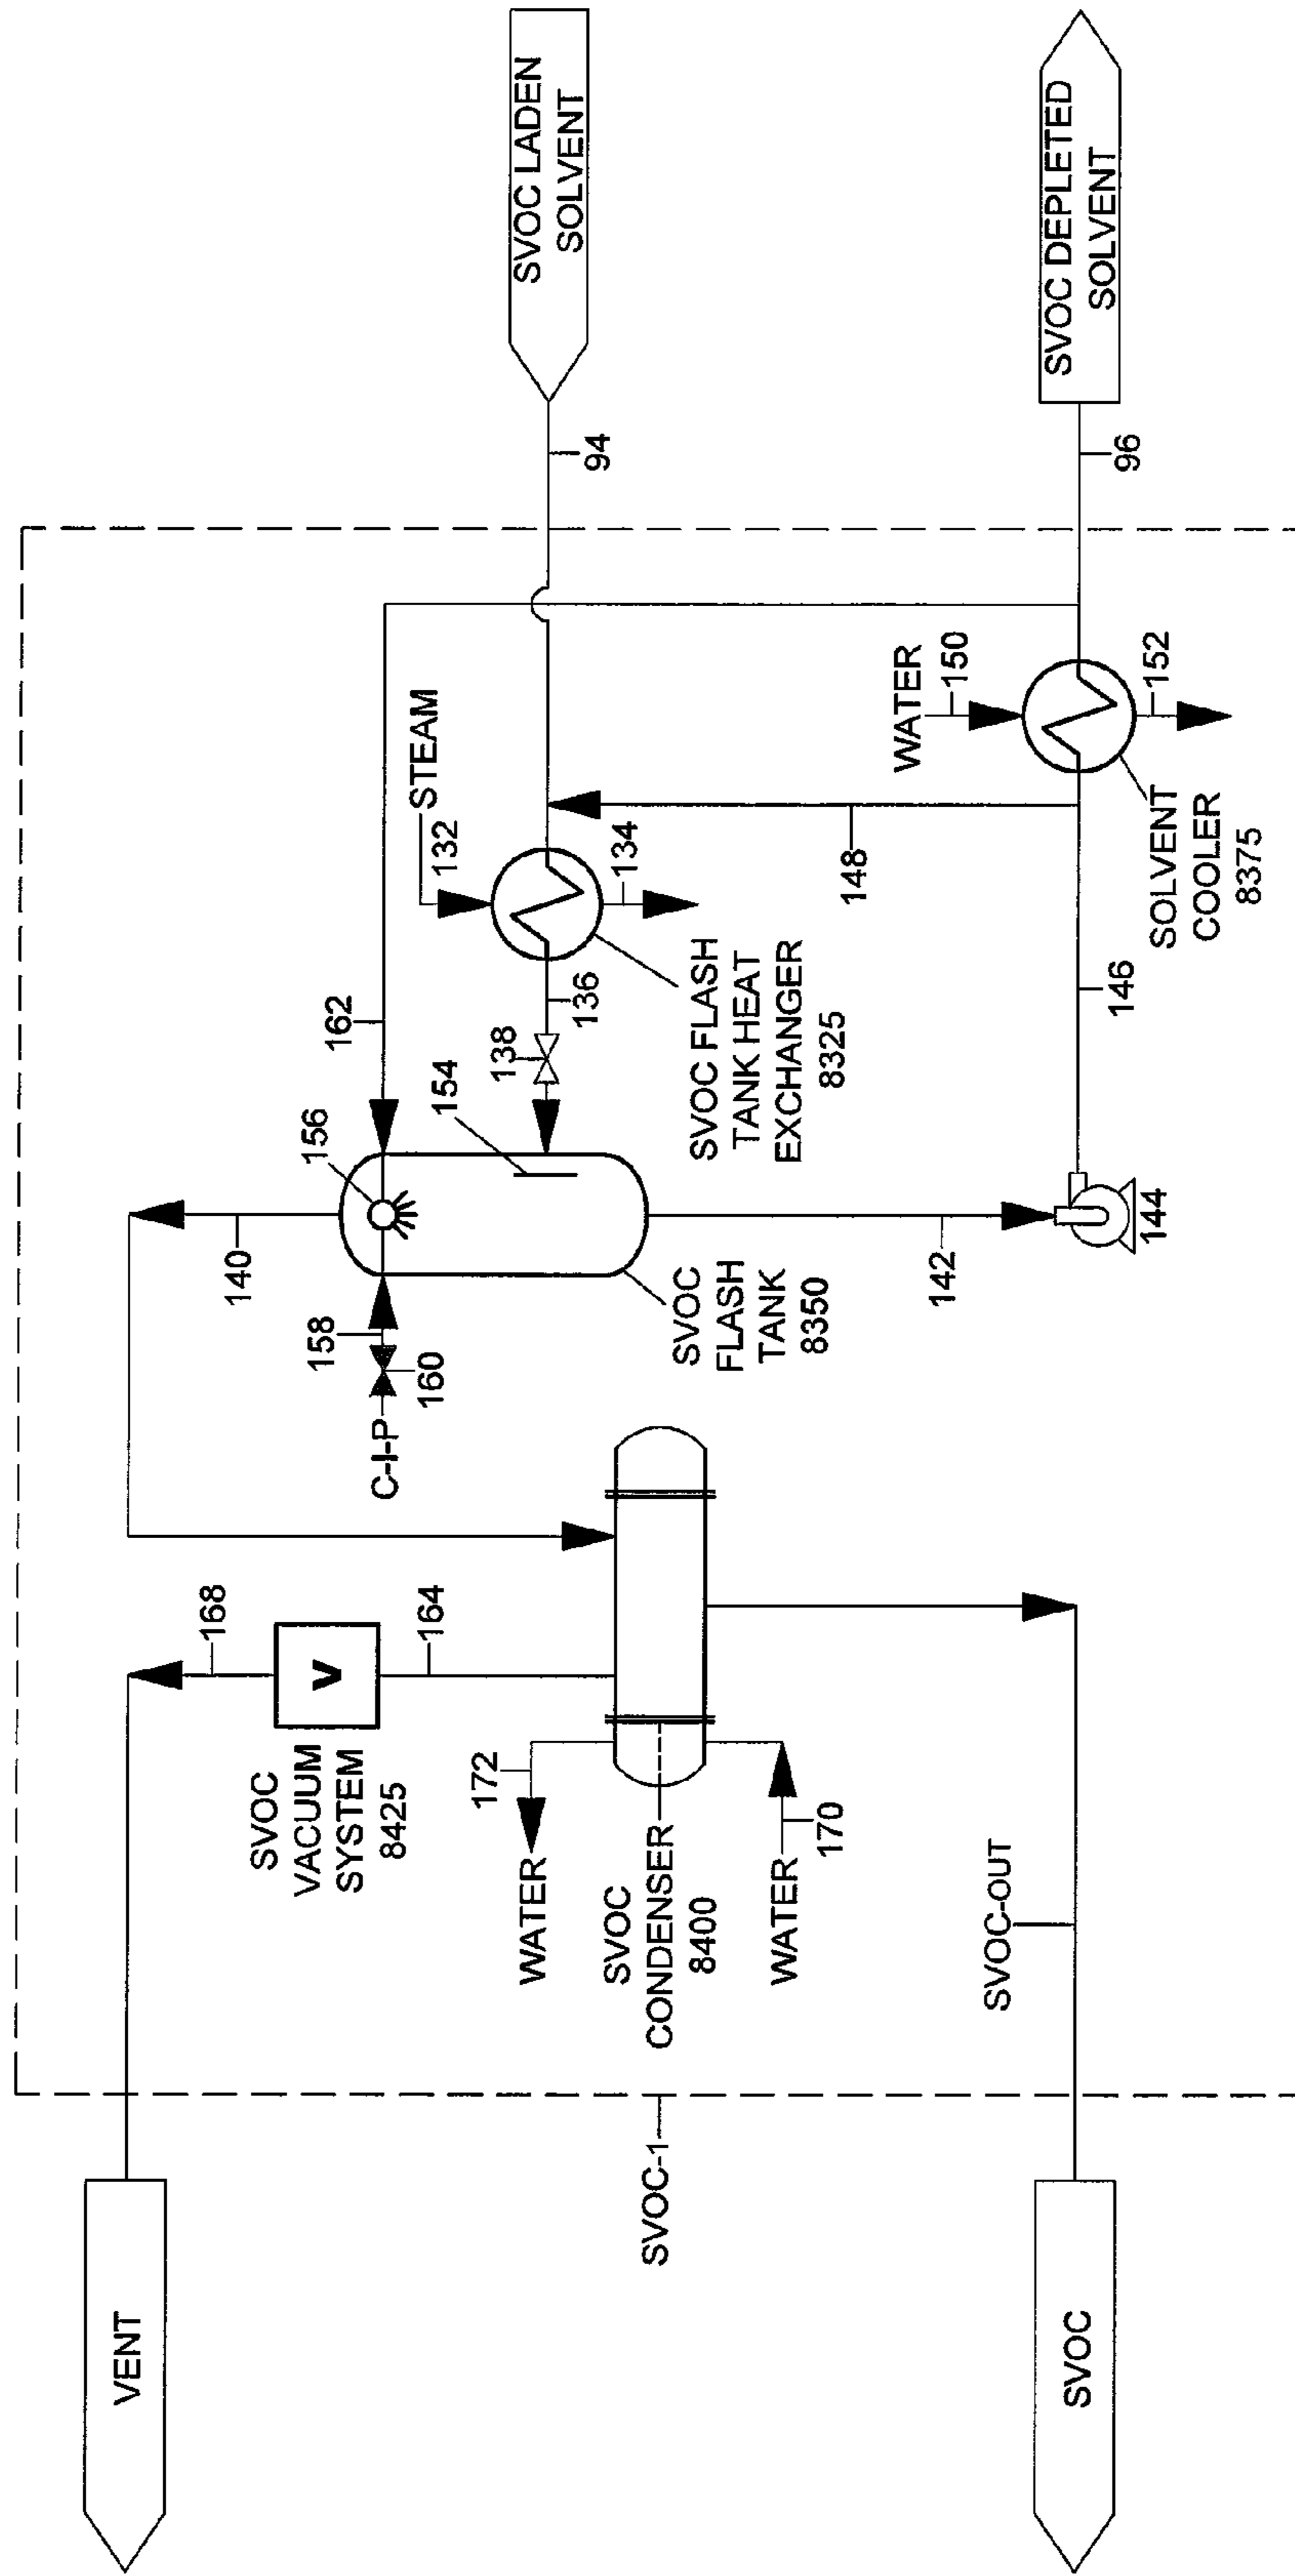 VENT
SVOC
SVOC-1
SVOC
VACUUM
SYSTEM
8425
168
164
172
WATER
SVOC
CONDENSER
8400
WATER
170
SVOC-OUT
140
C-I-P
158
160
156
162
SVOC
FLASH
TANK
8350
154
138
136
STEAM
132
134
SVOC FLASH
TANK HEAT
EXCHANGER
8325
142
144
146
148
WATER
150
152
SOLVENT
COOLER
8375
94
SVOC LADEN
SOLVENT
96
SVOC DEPLETED
SOLVENT
V